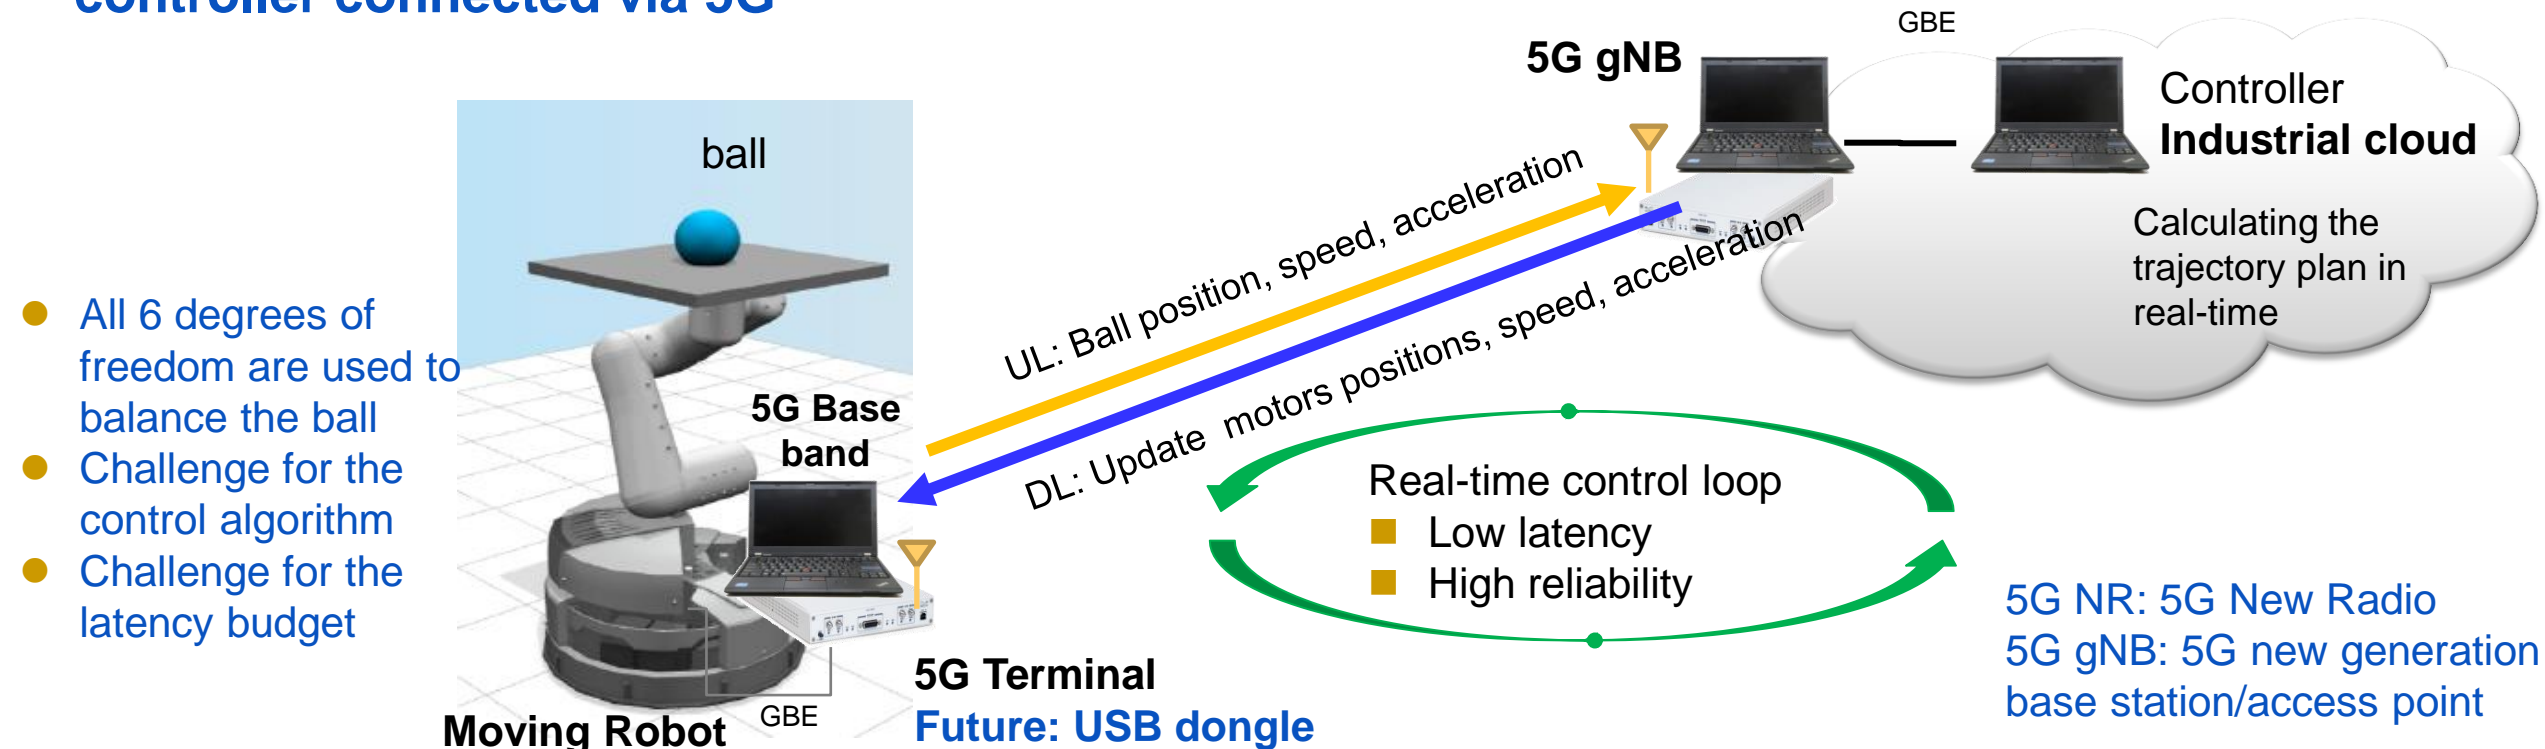 controller connected via 5G
GBE
5G gNB
Controller
Industrial cloud
Calculating the
trajectory plan in
real-time
ball
UL: Ball position, speed, acceleration
DL: Update motors positions, speed, acceleration
All 6 degrees of
freedom are used to
balance the ball
Challenge for the
control algorithm
Challenge for the
latency budget
5G Base
band
Real-time control loop
Low latency
High reliability
5G NR: 5G New Radio
5G gNB: 5G new generation
base station/access point
5G Terminal
Future: USB dongle
GBE
Moving Robot